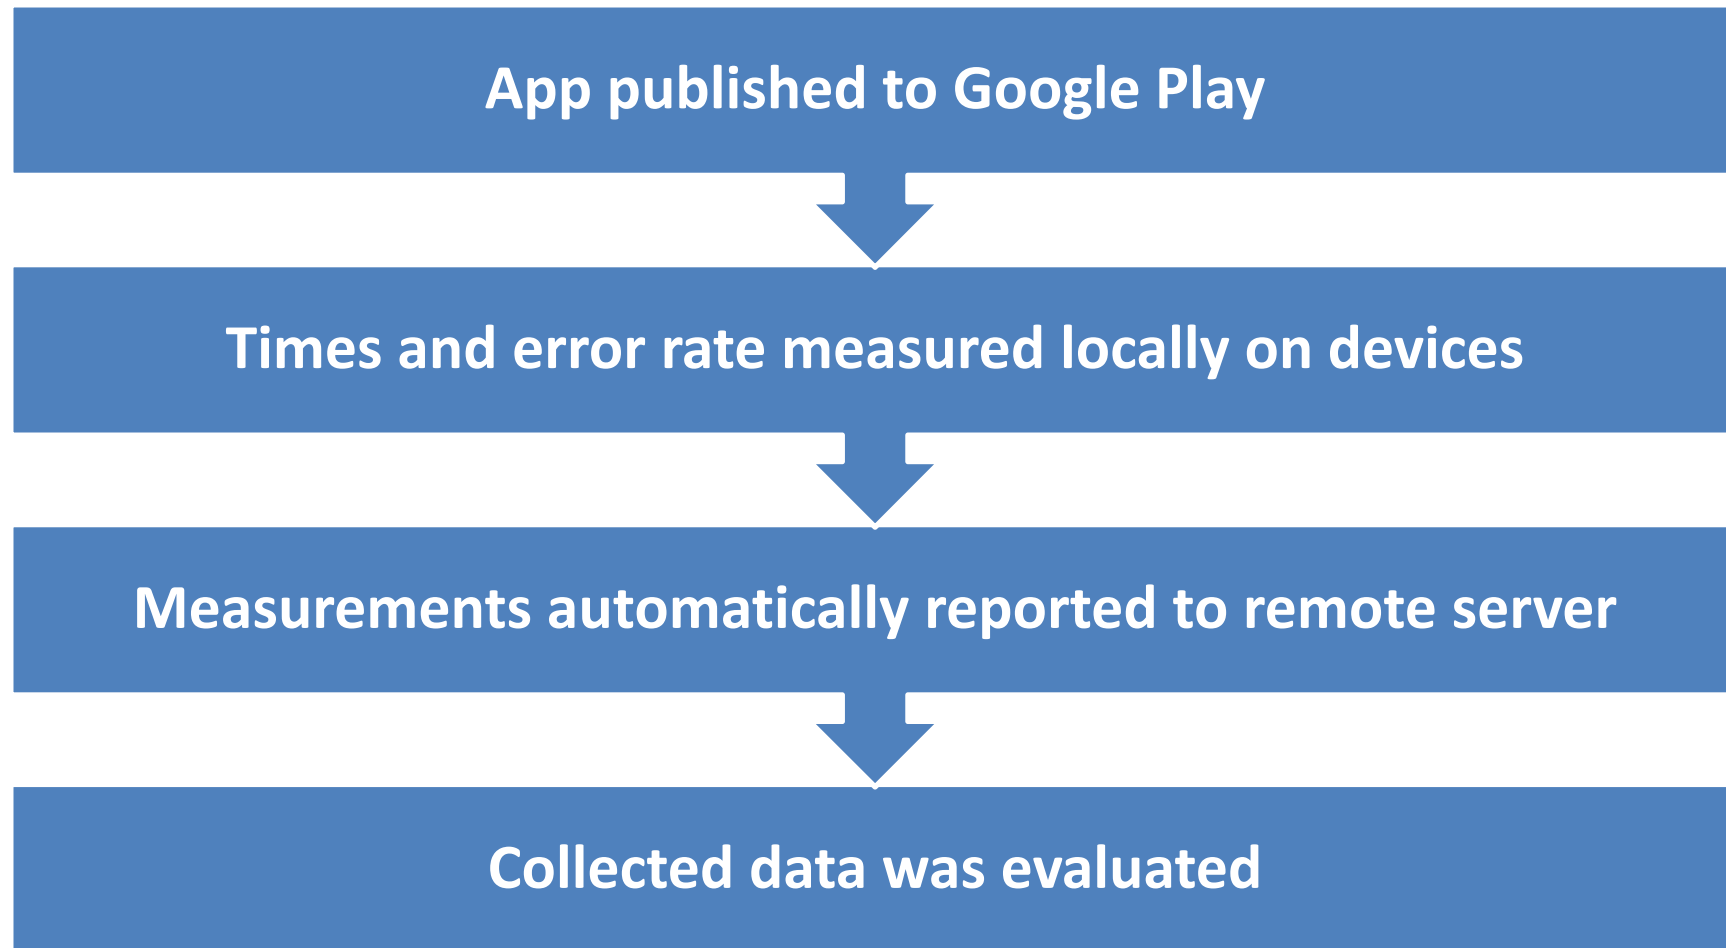 App published to Google Play
Times and error rate measured locally on devices
Measurements automatically reported to remote server
Collected data was evaluated